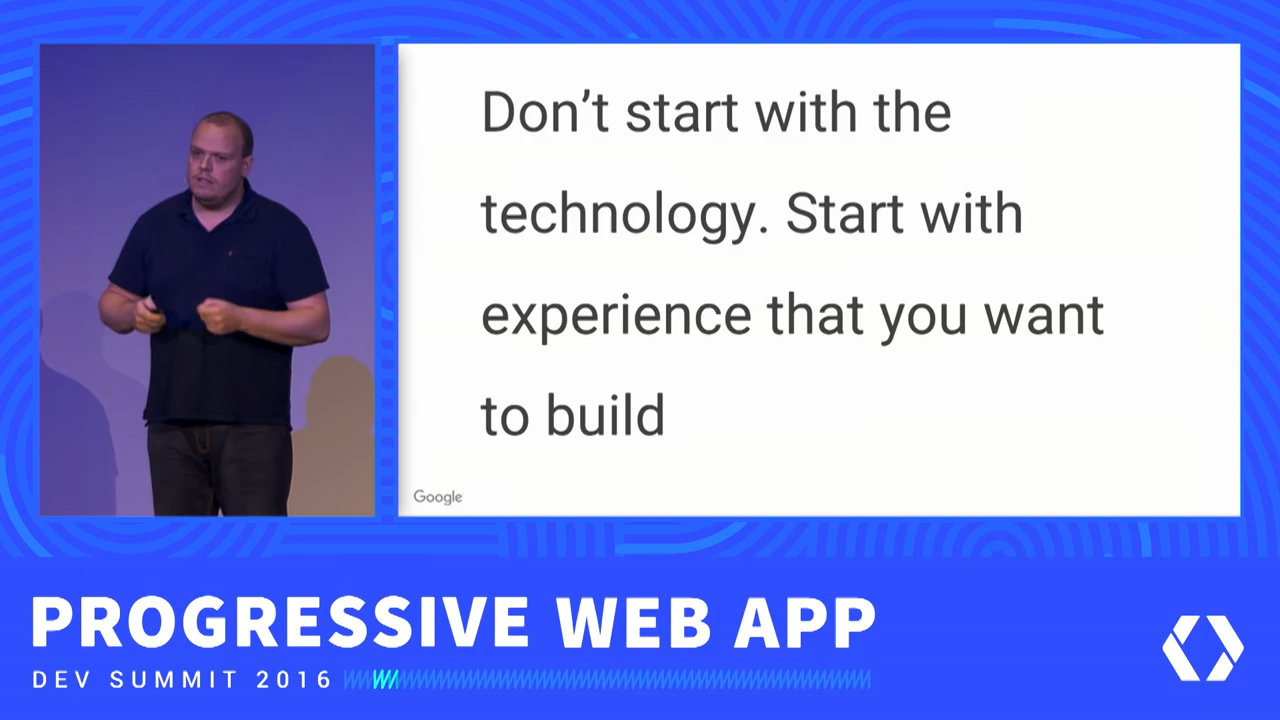 Don't start with the
technology. Start with
experience that you want
to build
Google
PROGRESSIVE WEB APP
DEV SUMMIT 2016